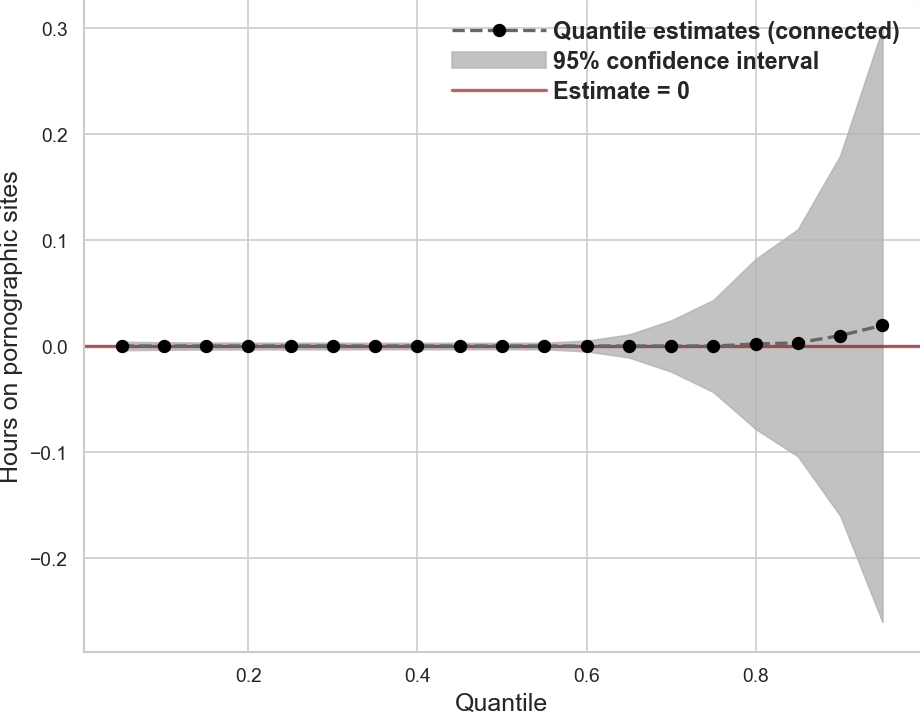 Quantile estimates (connected)
95% confidence interval
Estimate = 0
Hours on pornographic sites
0.3
0.2
0.1
0.0
−0.1
−0.2
0.2
0.4
0.6
0.8
Quantile